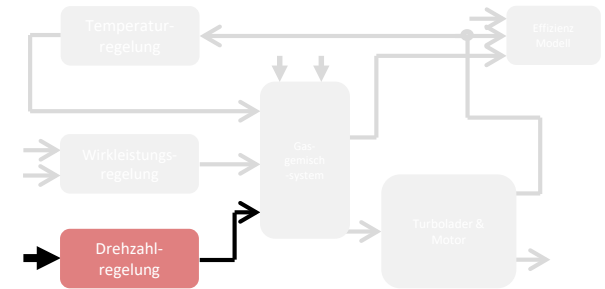 Temperatur-
regelung
Effizienz
Modell
Wirkleistungs-
regelung
Gas-
gemisch
system
Turbolader &
Motor
Drehzahl-
regelung